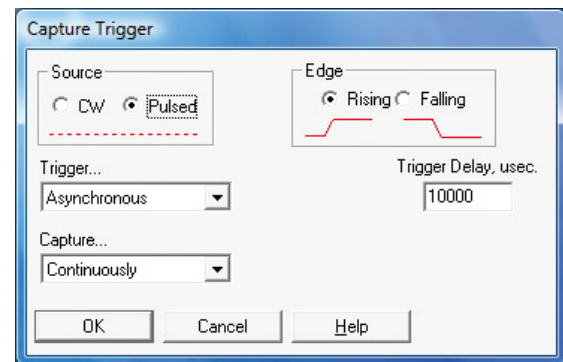 Capture Trigger
Source
CW Pulsed
Edge
Rising Falling
Trigger...
Asynchronous
Trigger Delay, usec.
10000
Capture...
Continuously
OK Cancel Help